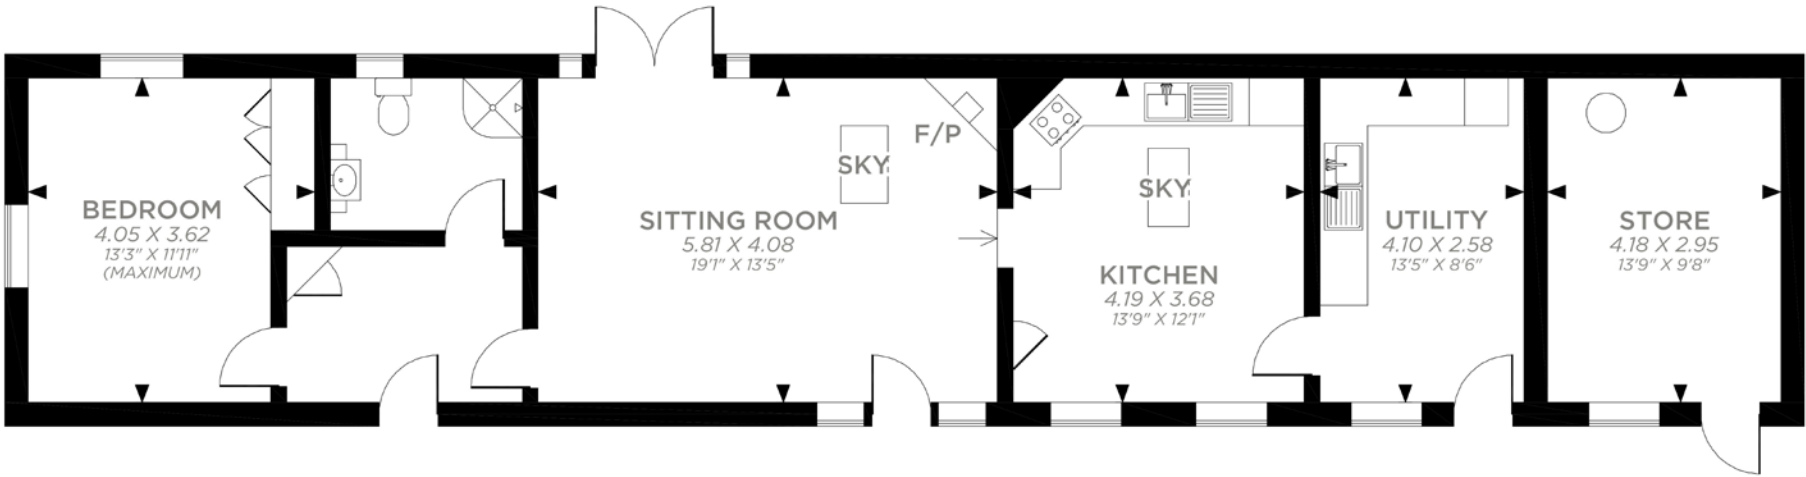 BEDROOM
4.05 X 3.62
13'3" X 11'11"
(MAXIMUM)
SITTING ROOM
5.81 X 4.08
19'1" X 13'5"
SKY
F/P
SKY
KITCHEN
4.19 X 3.68
13'9" X 12'1"
UTILITY
4.10 X 2.58
13'5" X 8'6"
STORE
4.18 X 2.95
13'9" X 9'8"